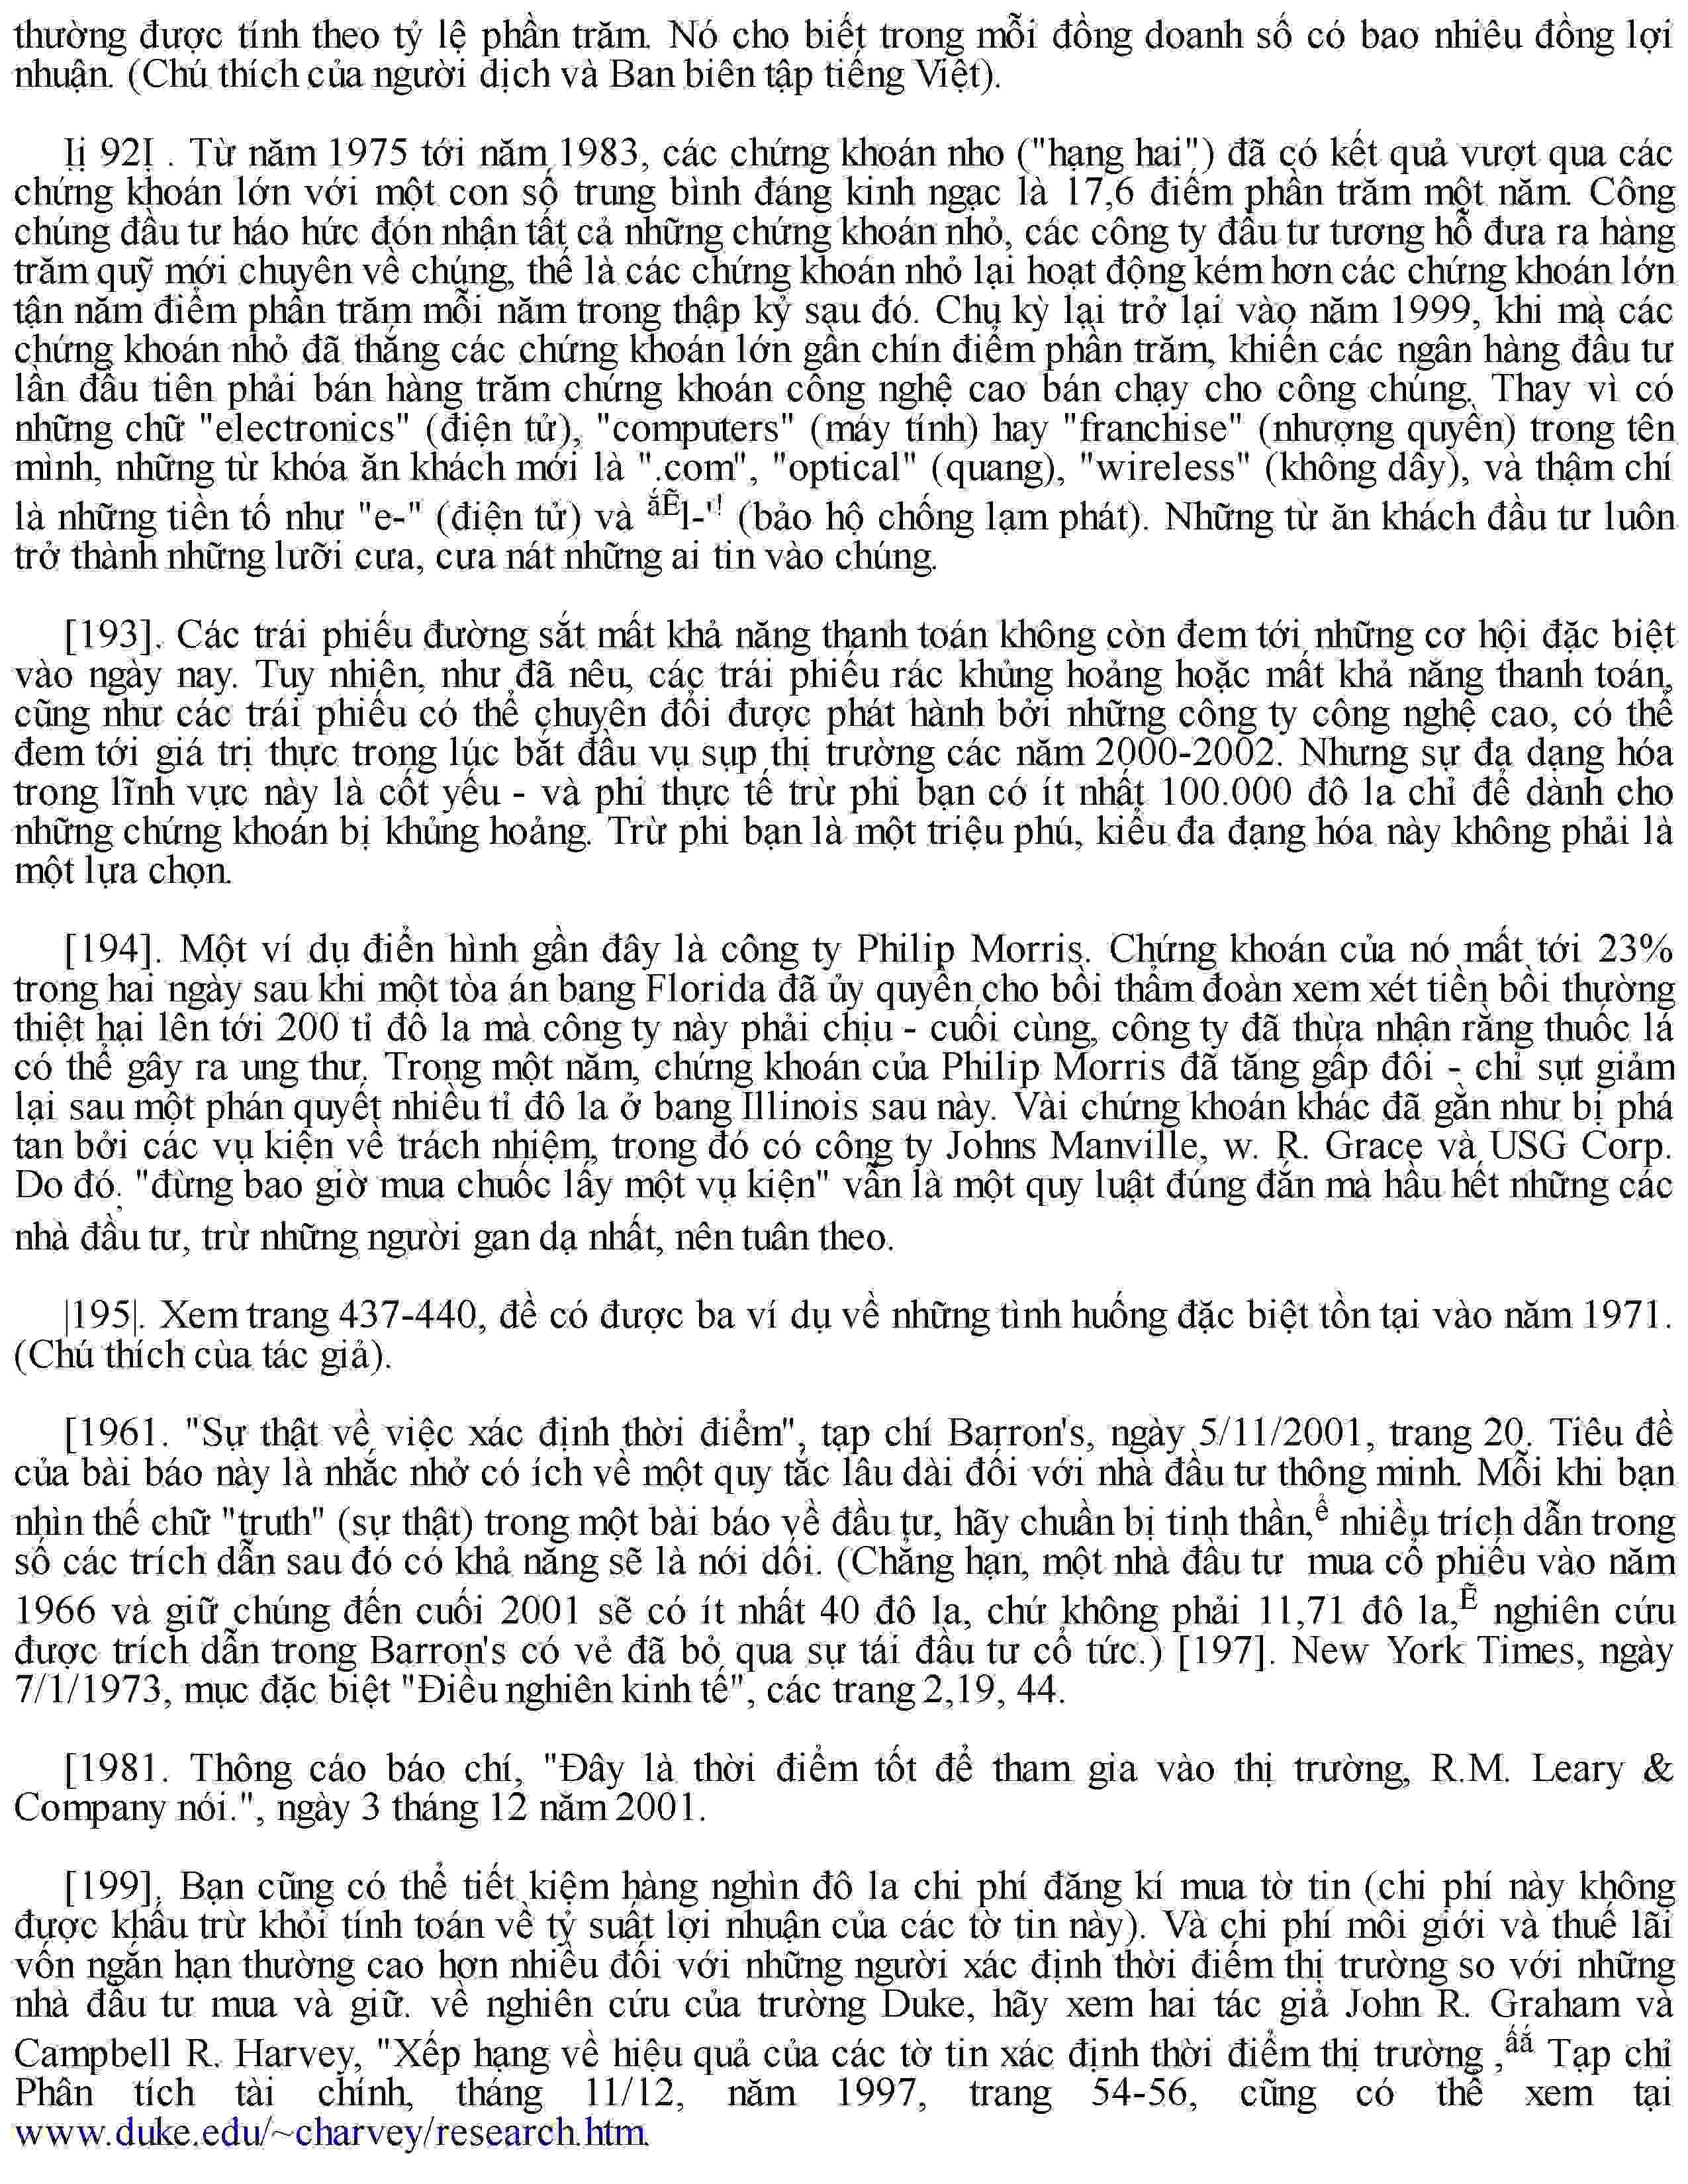 thường được tính theo tỷ lệ phần trăm. Nó cho biết trong mỗi đồng doanh số có bao nhiêu đồng lợi
nhuận. (Chú thích của người dịch và Ban biên tập tiếng Việt).
Iị 92I . Từ năm 1975 tới năm 1983, các chứng khoán nho ("hạng hai") đã có kết quả vượt qua các
chứng khoán lớn với một con số trung bình đáng kinh ngạc là 17,6 điểm phần trăm một năm. Công
chúng đầu tư háo hức đón nhận tất cả những chứng khoán nhỏ, các công ty đầu tư tương hỗ đưa ra hàng
trăm quỹ mới chuyên về chúng, thế là các chứng khoán nhỏ lại hoạt động kém hơn các chứng khoán lớn
tận năm điểm phần trăm mỗi năm trong thập kỷ sau đó. Chu kỳ lại trở lại vào năm 1999, khi mà các
chứng khoán nhỏ đã thắng các chứng khoán lớn gần chín điểm phần trăm, khiến các ngân hàng đầu tư
lần đầu tiên phải bán hàng trăm chứng khoán công nghệ cao bán chạy cho công chúng. Thay vì có
những chữ "electronics" (điện tử), "computers" (máy tính) hay "franchise" (nhượng quyền) trong tên
mình, những từ khóa ăn khách mới là ".com", "optical" (quang), "wireless" (không dây), và thậm chí
là những tiền tố như "e-" (điện tử) và ắẼl-'! (bảo hộ chống lạm phát). Những từ ăn khách đầu tư luôn
trở thành những lưỡi cưa, cưa nát những ai tin vào chúng.
[193]. Các trái phiếu đường sắt mất khả năng thanh toán không còn đem tới những cơ hội đặc biệt
vào ngày nay. Tuy nhiên, như đã nêu, các trái phiếu rác khủng hoảng hoặc mất khả năng thanh toán,
cũng như các trái phiếu có thể chuyên đổi được phát hành bởi những công ty công nghệ cao, có thể
đem tới giá trị thực trong lúc bắt đầu vụ sụp thị trường các năm 2000-2002. Nhưng sự đa dạng hóa
trong lĩnh vực này là cốt yếu - và phi thực tế trừ phi bạn có ít nhất 100.000 đô la chỉ để dành cho
những chứng khoán bị khủng hoảng. Trừ phi bạn là một triệu phú, kiểu đa đạng hóa này không phải là
một lựa chọn.
[194]. Một ví dụ điển hình gần đây là công ty Philip Morris. Chứng khoán của nó mất tới 23%
trong hai ngày sau khi một tòa án bang Florida đã ủy quyền cho bồi thẩm đoàn xem xét tiền bồi thường
thiệt hại lên tới 200 tỉ đô la mà công ty này phải chịu - cuối cùng, công ty đã thừa nhận rằng thuốc lá
có thể gây ra ung thư. Trong một năm, chứng khoán của Philip Morris đã tăng gấp đôi - chỉ sụt giảm
lại sau một phán quyết nhiều tỉ đô la ở bang Illinois sau này. Vài chứng khoán khác đã gần như bị phá
tan bởi các vụ kiện về trách nhiệm, trong đó có công ty Johns Manville, w. R. Grace và USG Corp.
Do đó, "đừng bao giờ mua chuốc lấy một vụ kiện" vẫn là một quy luật đúng đắn mà hầu hết những các
nhà đầu tư, trừ những người gan dạ nhất, nên tuân theo.
|195|. Xem trang 437-440, đề có được ba ví dụ về những tình huống đặc biệt tồn tại vào năm 1971.
(Chú thích cùa tác giả).
[1961. "Sự thật về việc xác định thời điểm", tạp chí Barron's, ngày 5/11/2001, trang 20. Tiêu đề
của bài báo này là nhắc nhở có ích về một quy tắc lâu dài đối với nhà đầu tư thông minh. Mỗi khi bạn
nhìn thế chữ "truth" (sự thật) trong một bài báo về đầu tư, hãy chuẩn bị tinh thần,ể nhiều trích dẫn trong
số các trích dẫn sau đó có khả năng sẽ là nói dối. (Chẳng hạn, một nhà đầu tư mua cổ phiếu vào năm
1966 và giữ chúng đến cuối 2001 sẽ có ít nhất 40 đô la, chứ không phải 11,71 đô la,Ẽ nghiên cứu
được trích dẫn trong Barron's có vẻ đã bỏ qua sự tái đầu tư cổ tức.) [197]. New York Times, ngày
7/1/1973, mục đặc biệt "Điều nghiên kinh tế", các trang 2,19, 44.
[1981. Thông cáo báo chí, "Đây là thời điểm tốt để tham gia vào thị trường, R.M. Leary &
Company nói.", ngày 3 tháng 12 năm 2001.
[199]. Bạn cũng có thể tiết kiệm hàng nghìn đô la chi phí đăng kí mua tờ tin (chi phí này không
được khấu trừ khỏi tính toán về tỷ suất lợi nhuận của các tờ tin này). Và chi phí môi giới và thuế lãi
vốn ngắn hạn thường cao hơn nhiều đối với những người xác định thời điểm thị trường so với những
nhà đầu tư mua và giữ. về nghiên cứu của trường Duke, hãy xem hai tác giả John R. Graham và
Campbell R. Harvey, "Xếp hạng về hiệu quả của các tờ tin xác định thời điểm thị trường ,ấắ Tạp chỉ
Phân tích tài chính, tháng 11/12, năm 1997, trang 54-56, cũng có thể xem tại
www.duke.edu/~charvey/research.htm.